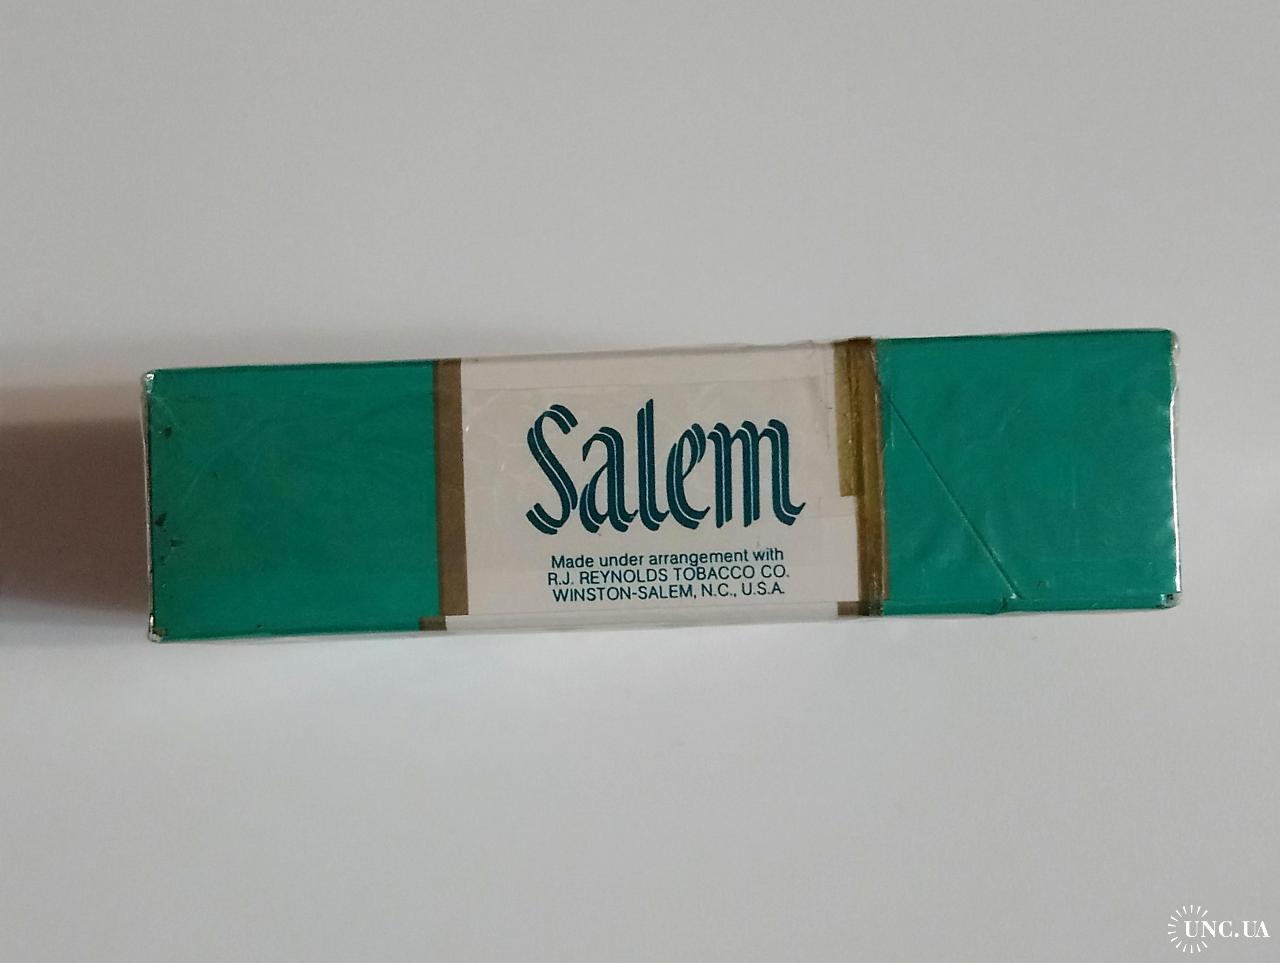 Salem
Made under arrangement with
R.J. REYNOLDS TOBACCO CO.
WINSTON-SALEM, N.C., U.S.A.
UNC.UA